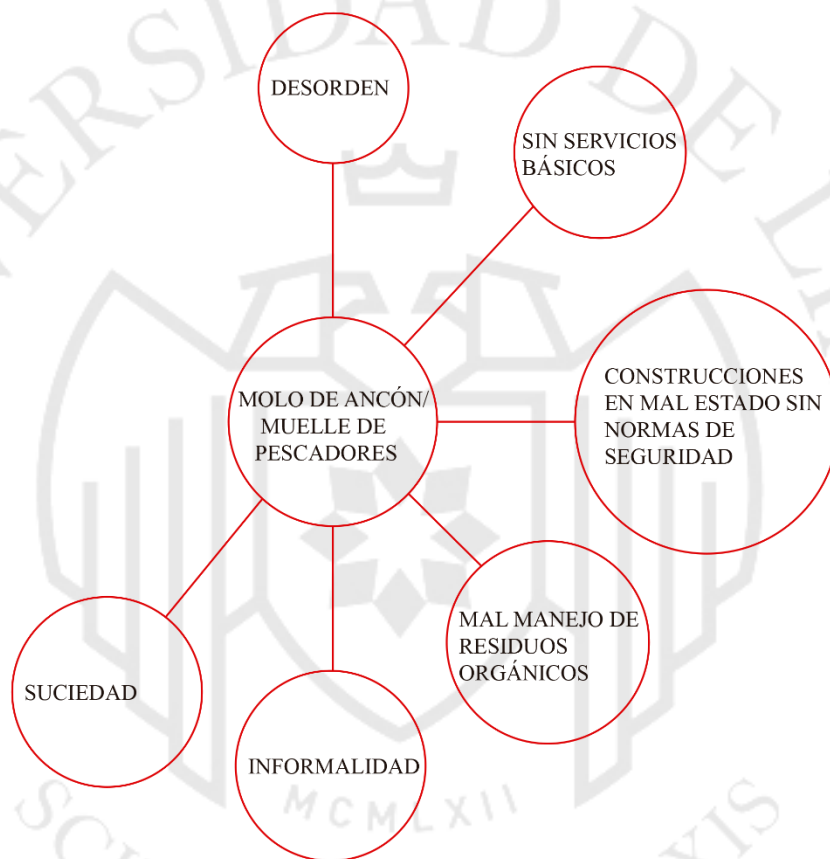 DESORDEN
SIN SERVICIOS
BÁSICOS
CONSTRUCCIONES
EN MAL ESTADO SIN
NORMAS DE
SEGURIDAD
MOLO DE ANCÓN/
MUELLE DE
PESCADORES
MAL MANEJO DE
RESIDUOS
ORGÁNICOS
SUCIEDAD
INFORMALIDAD
MCMLXII